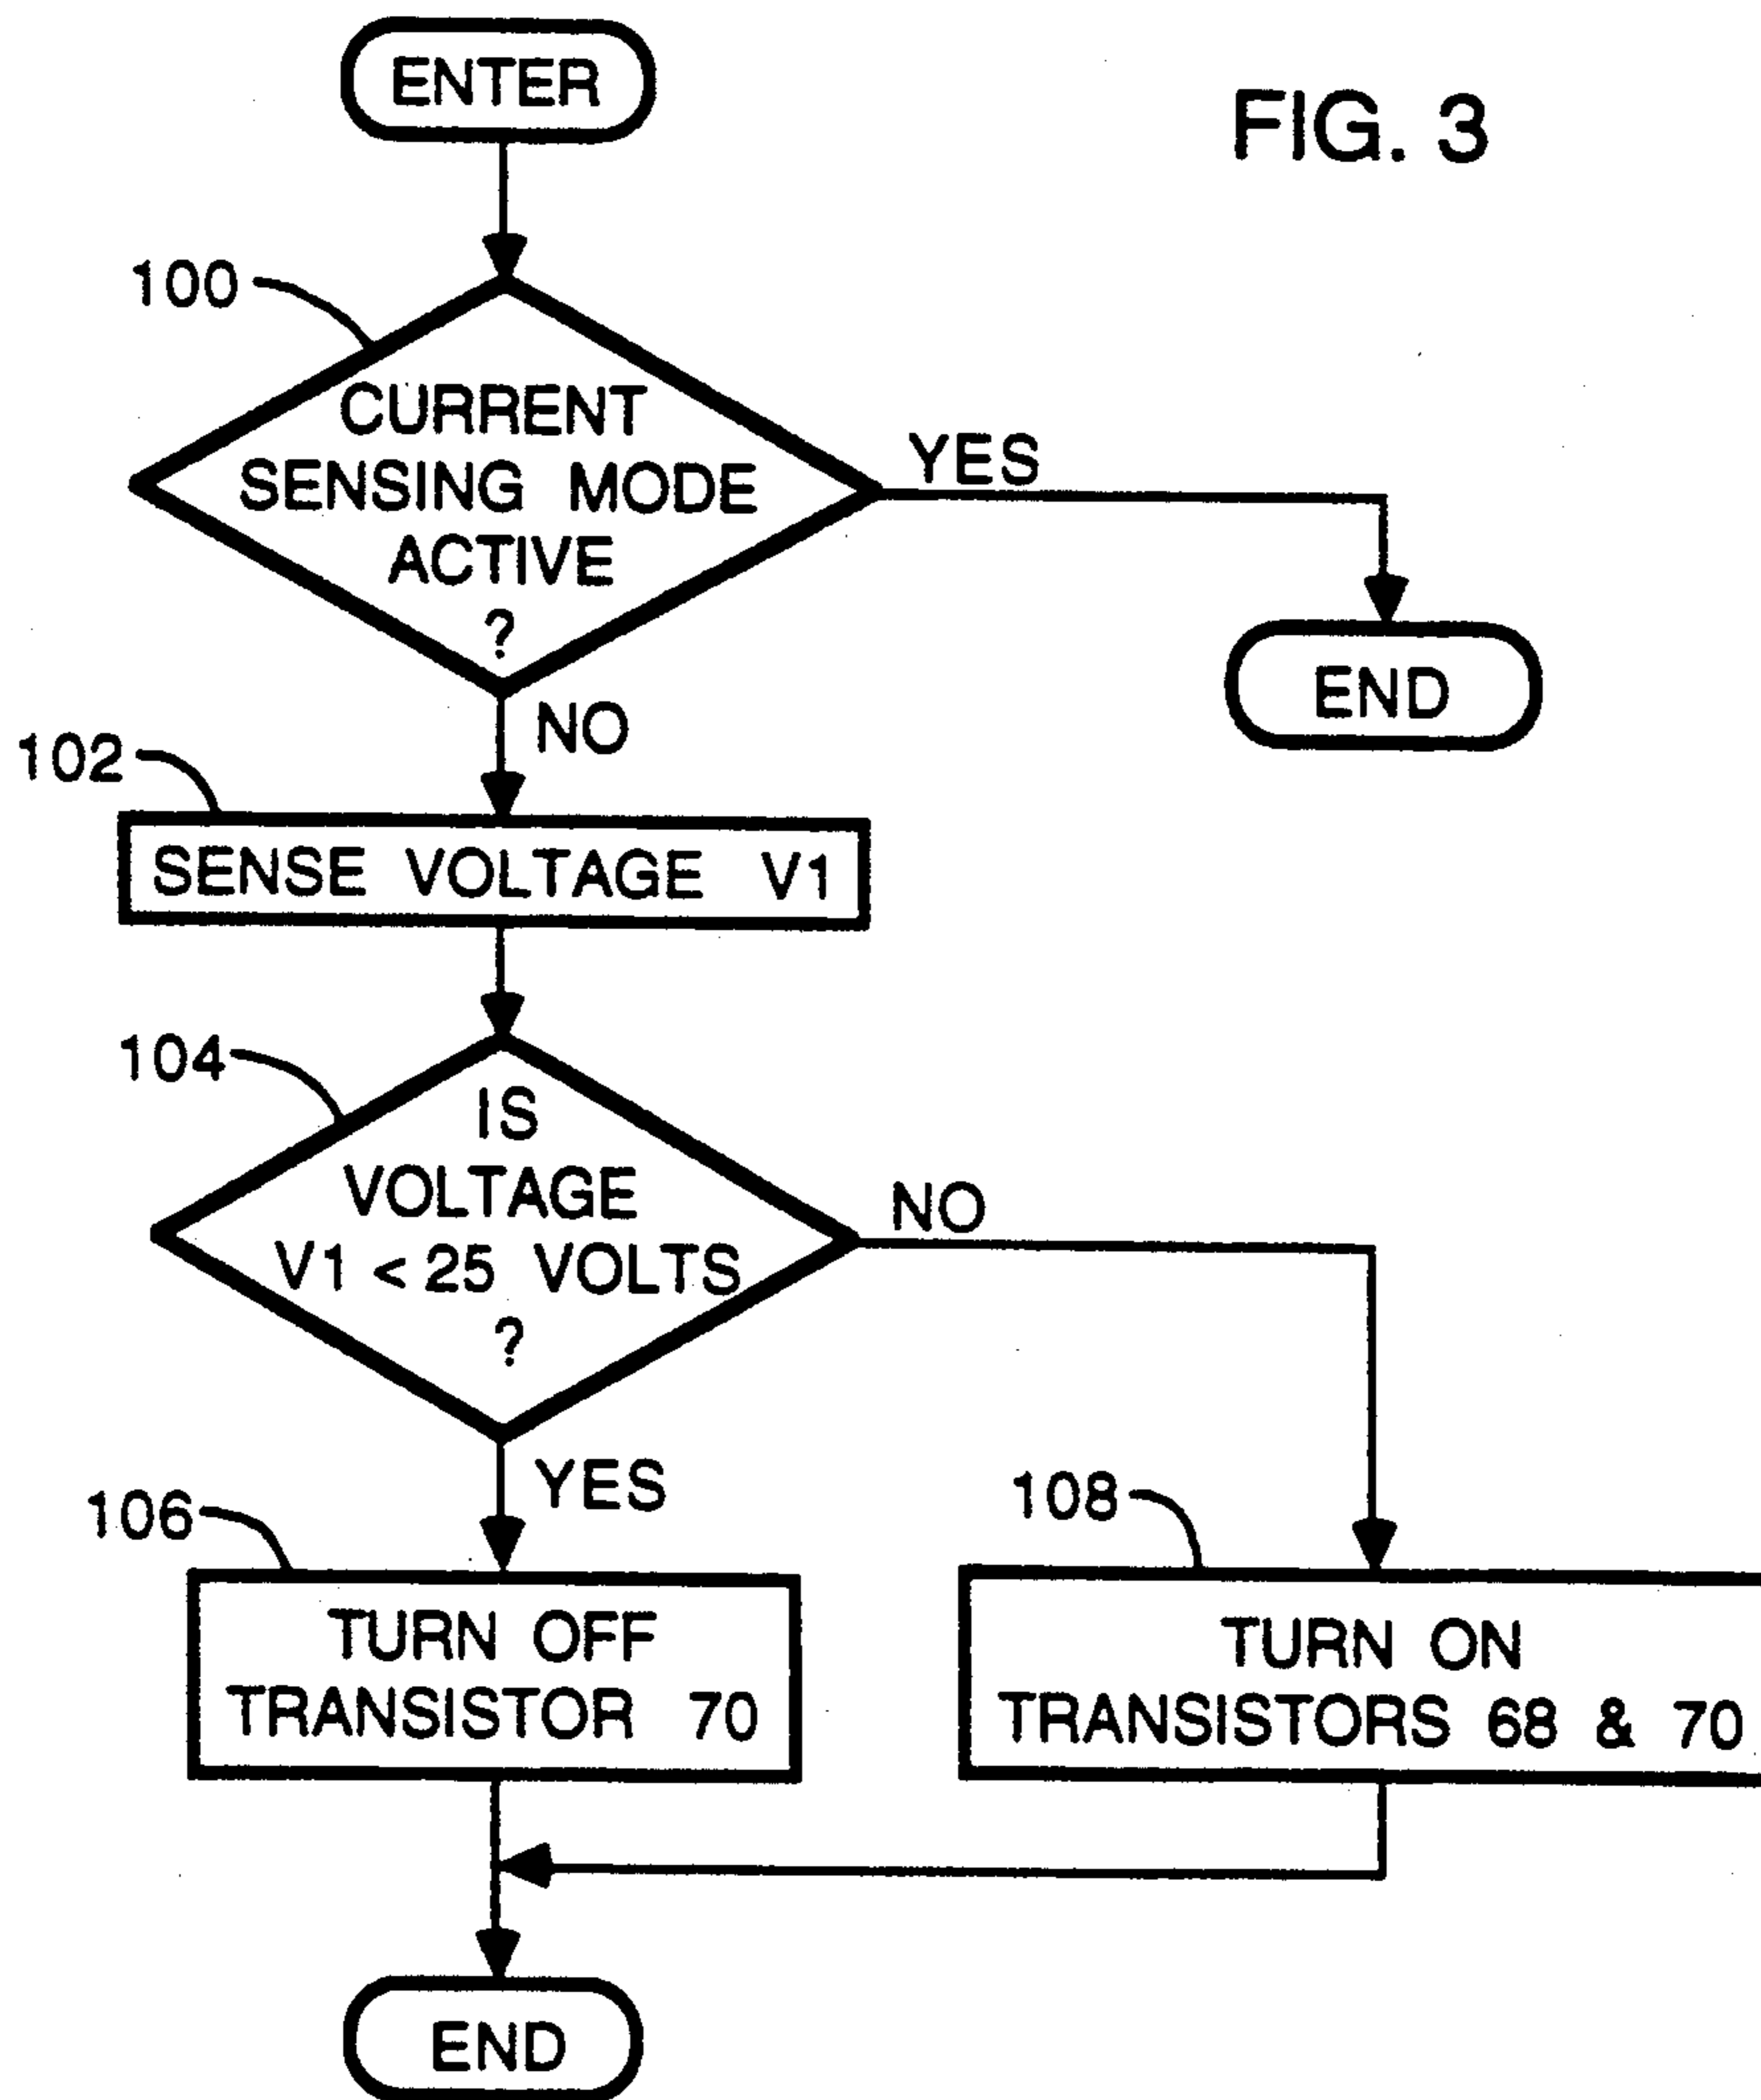 ENTER
FIG. 3
100
CURRENT
SENSING MODE
ACTIVE
?
YES
END
NO
102
SENSE VOLTAGE V1
104
IS
VOLTAGE
V1 < 25 VOLTS
?
NO
YES
106
TURN OFF
TRANSISTOR 70
108
TURN ON
TRANSISTORS 68 & 70
END